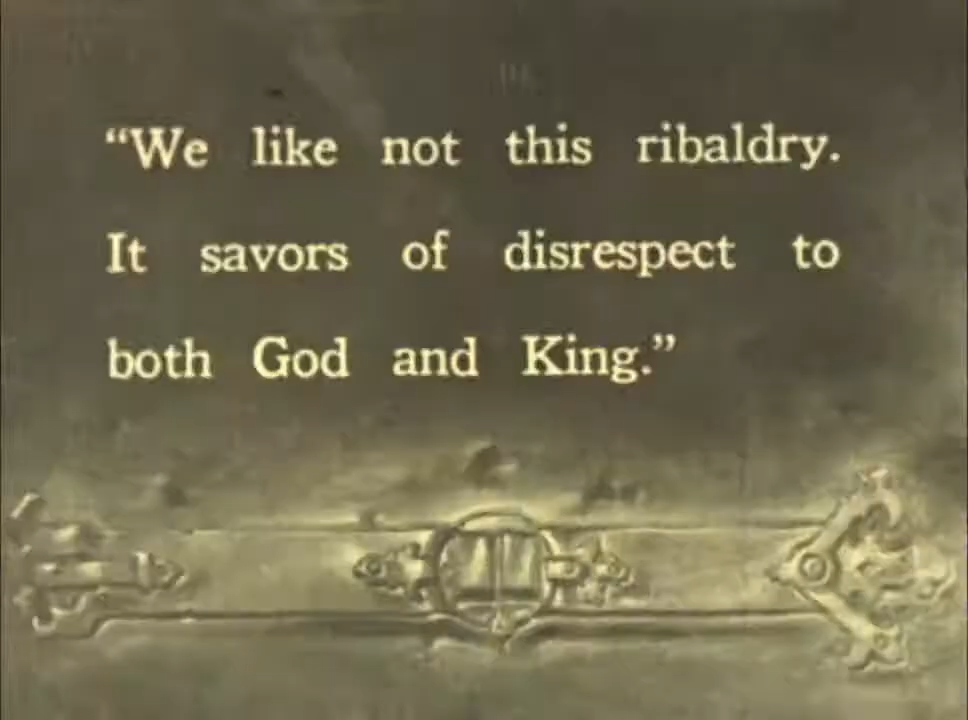 “We like not this ribaldry.
It savors of disrespect to
both God and King.”